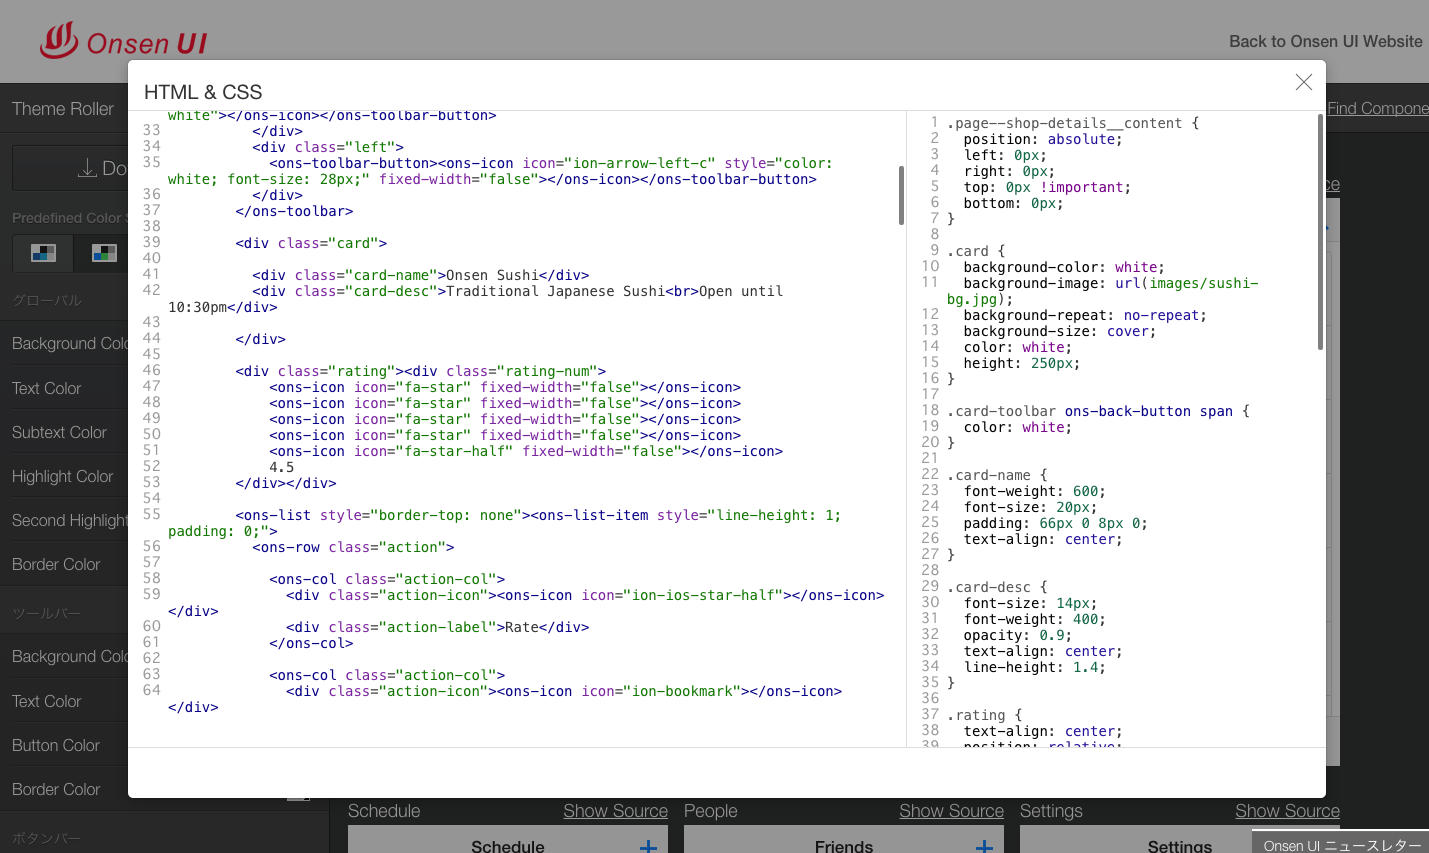 Onsen UI
Back to Onsen UI Website
Theme Roller
Find Compone
Predefined Color
グローバル
Background
Text Color
Subtext Color
Highlight Color
Second Highlight
Border Color
ツールバー
Background
Text Color
Button Color
Border Color
ボタンバー
HTML & CSS
white"></ons-icon></ons-toolbar-button>
33 </div>
34 <div class="left">
35 <ons-toolbar-button><ons-icon icon="ion-arrow-left-c" style="color:
white; font-size: 28px;" fixed-width="false"></ons-icon></ons-toolbar-button>
36 </div>
37 </ons-toolbar>
38
39 <div class="card">
40
41 <div class="card-name">Onsen Sushi</div>
42 <div class="card-desc">Traditional Japanese Sushi<br>Open until
10:30pm</div>
43
44 </div>
45
46 <div class="rating"><div class="rating-num">
47 <ons-icon icon="fa-star" fixed-width="false"></ons-icon>
48 <ons-icon icon="fa-star" fixed-width="false"></ons-icon>
49 <ons-icon icon="fa-star" fixed-width="false"></ons-icon>
50 <ons-icon icon="fa-star" fixed-width="false"></ons-icon>
51 <ons-icon icon="fa-star-half" fixed-width="false"></ons-icon>
52 4.5
53 </div></div>
54
55 <ons-list style="border-top: none"><ons-list-item style="line-height: 1;
padding: 0;">
56 <ons-row class="action">
57
58 <ons-col class="action-col">
59 <div class="action-icon"><ons-icon icon="ion-ios-star-half"></ons-icon>
</div>
60 <div class="action-label">Rate</div>
61 </ons-col>
62
63 <ons-col class="action-col">
64 <div class="action-icon"><ons-icon icon="ion-bookmark"></ons-icon>
</div>
1 .page--shop-details__content {
2 position: absolute;
3 left: 0px;
4 right: 0px;
5 top: 0px !important;
6 bottom: 0px;
7 }
8
9 .card {
10 background-color: white;
11 background-image: url(images/sushi-
bg.jpg);
12 background-repeat: no-repeat;
13 background-size: cover;
14 color: white;
15 height: 250px;
16 }
17
18 .card-toolbar ons-back-button span {
19 color: white;
20 }
21
22 .card-name {
23 font-weight: 600;
24 font-size: 20px;
25 padding: 66px 0 8px 0;
26 text-align: center;
27 }
28
29 .card-desc {
30 font-size: 14px;
31 font-weight: 400;
32 opacity: 0.9;
33 text-align: center;
34 line-height: 1.4;
35 }
36
37 .rating {
38 text-align: center;
39 position: relative;
Schedule Show Source
People Show Source
Settings Show Source
Schedule
Friends
Settings
Onsen UI ニュースレター